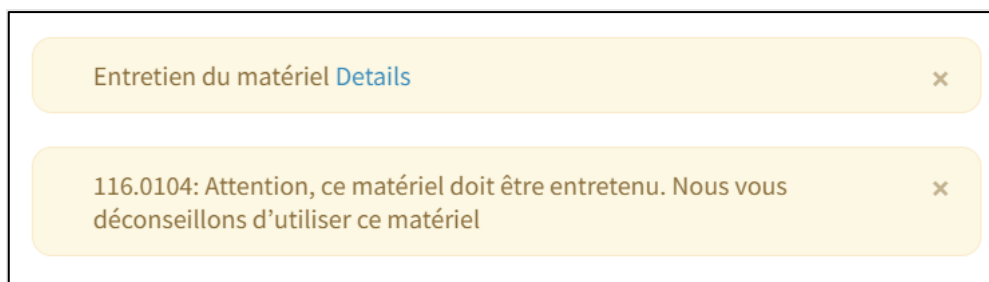 Entretien du matériel Details
116.0104: Attention, ce matériel doit être entretenu. Nous vous
déconseillons d’utiliser ce matériel